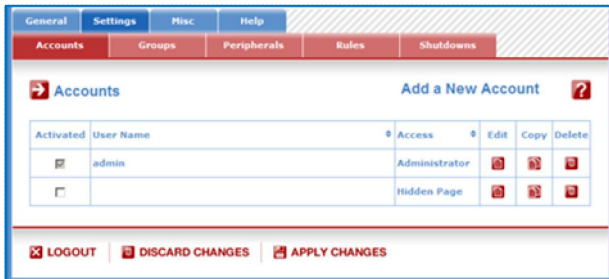 General Settings Misc Help
Accounts Groups Peripherals Rules Shutdowns
Accounts Add a New Account ?
Activated User Name Access Edit Copy Delete
admin Administrator
Hidden Page
LOGOUT DISCARD CHANGES APPLY CHANGES